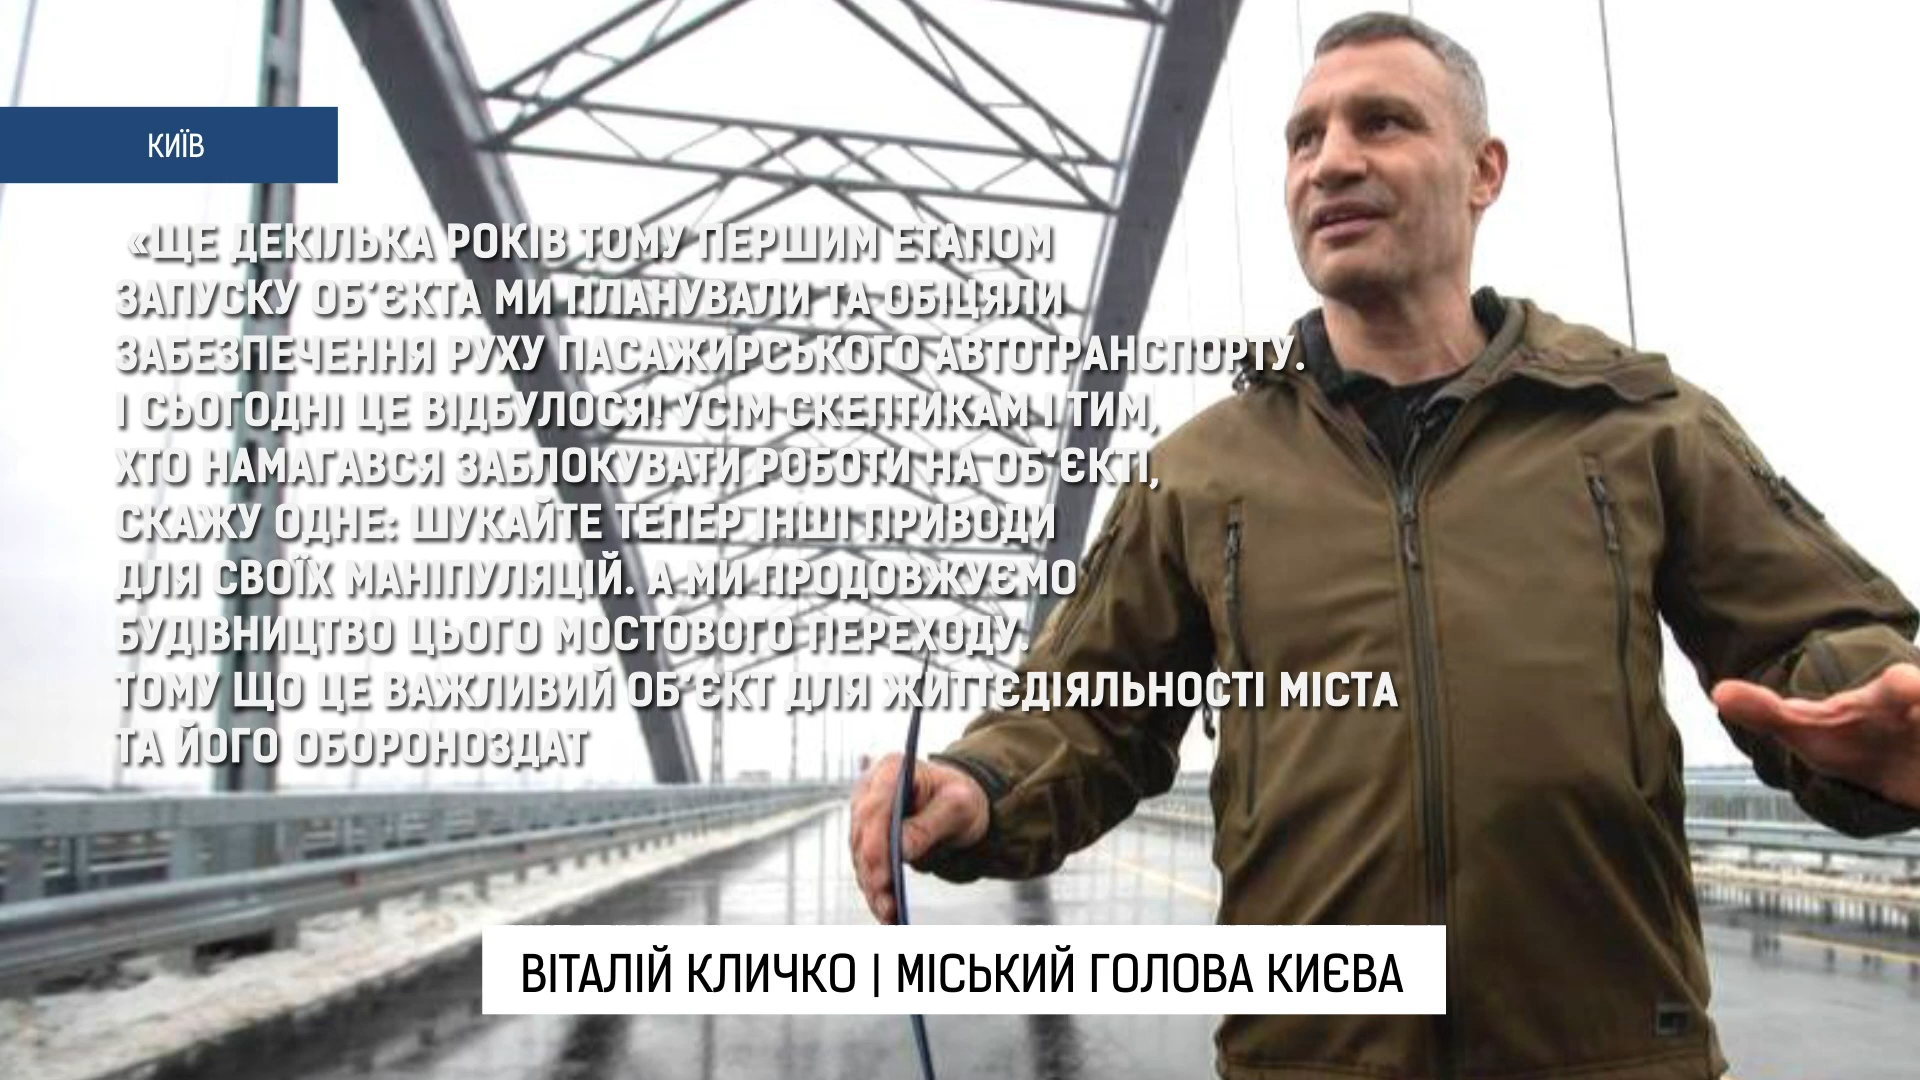 КИЇВ
«ЩЕ ДЕКІЛЬКА РОКІВ ТОМУ ПЕРШИМ ЕТАПОМ
ЗАПУСКУ ОБ’ЄКТА МИ ПЛАНУВАЛИ ТА ОБІЦЯЛИ
ЗАБЕЗПЕЧЕННЯ РУХУ ПАСАЖИРСЬКОГО АВТОТРАНСПОРТУ.
І СЬОГОДНІ ЦЕ ВІДБУЛОСЯ! УСІМ СКЕПТИКАМ І ТИМ,
ХТО НАМАГАВСЯ ЗАБЛОКУВАТИ РОБОТИ НА ОБ’ЄКТІ,
СКАЖУ ОДНЕ: ШУКАЙТЕ ТЕПЕР ІНШІ ПРИВОДИ
ДЛЯ СВОЇХ МАНІПУЛЯЦІЙ. А МИ ПРОДОВЖУЄМО
БУДІВНИЦТВО ЦЬОГО МОСТОВОГО ПЕРЕХОДУ.
ТОМУ ЩО ЦЕ ВАЖЛИВИЙ ОБ’ЄКТ ДЛЯ ЖИТТЄДІЯЛЬНОСТІ МІСТА
ТА ЙОГО ОБОРОНОЗДАТ
ВІТАЛІЙ КЛИЧКО | МІСЬКИЙ ГОЛОВА КИЄВА